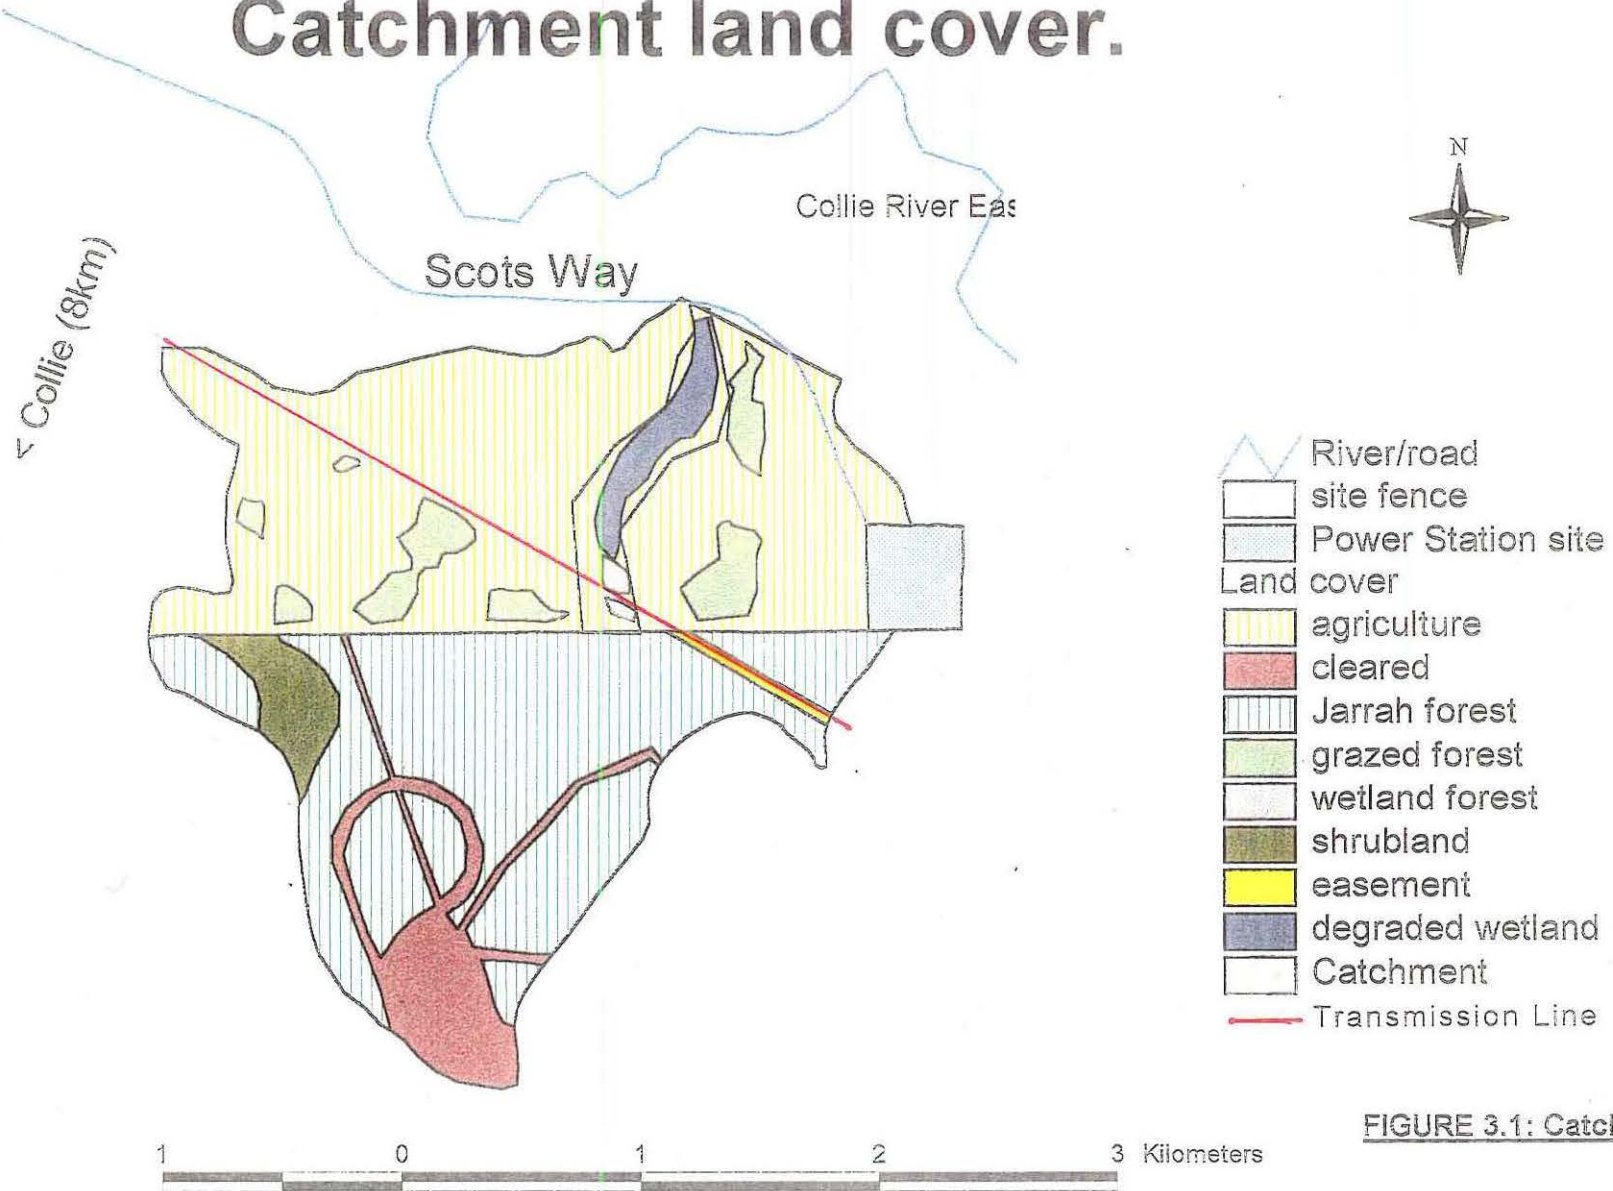 Catchment land cover.
N
Collie River Eas
Scots Way
< Collie (8km)
River/road
site fence
Power Station site
Land cover
agriculture
cleared
Jarrah forest
grazed forest
wetland forest
shrubland
easement
degraded wetland
Catchment
Transmission Line
FIGURE 3.1: Catch
1 0 1 2 3 Kilometers